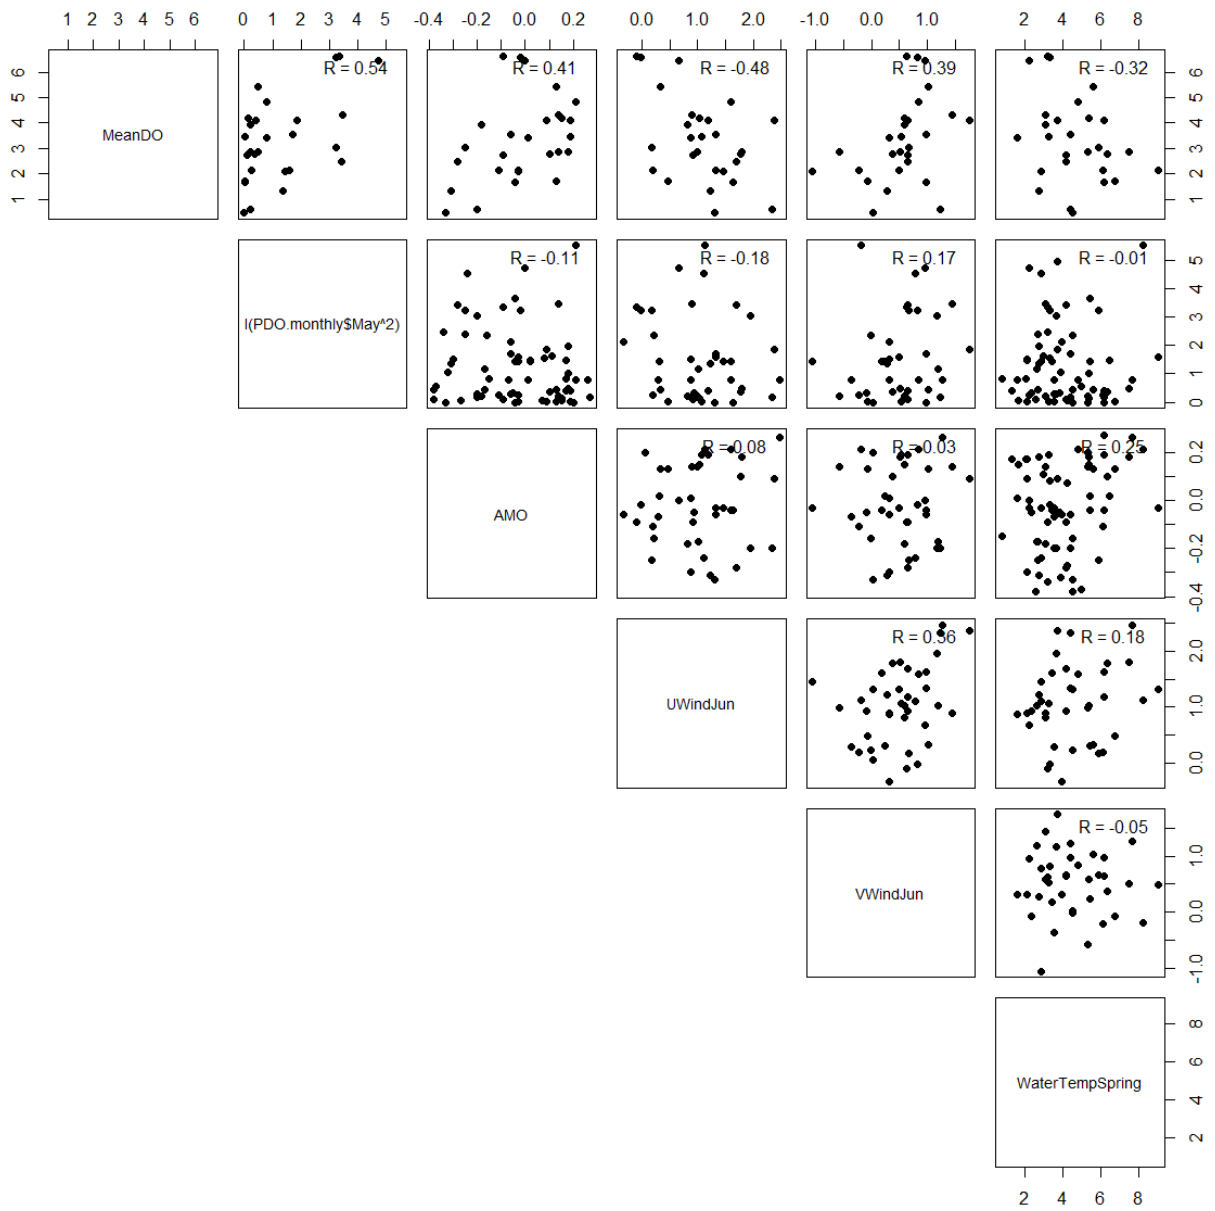 1 2 3 4 5 6
0 1 2 3 4 5
-0.4 -0.2 0.0 0.2
0.0 1.0 2.0
-1.0 0.0 1.0
2 4 6 8
1 2 3 4 5 6
MeanDO
R = 0.54
R = 0.41
R = -0.48
R = 0.39
R = -0.32
1 2 3 4 5 6
I(PDO.monthly$May^2)
R = -0.11
R = -0.18
R = 0.17
R = -0.01
0 1 2 3 4 5
AMO
R = 0.08
R = 0.03
R = 0.25
-0.4 -0.2 0.0 0.2
UWindJun
R = 0.36
R = 0.18
0.0 1.0 2.0
VWindJun
R = -0.05
-1.0 0.0 1.0
WaterTempSpring
2 4 6 8
2 4 6 8